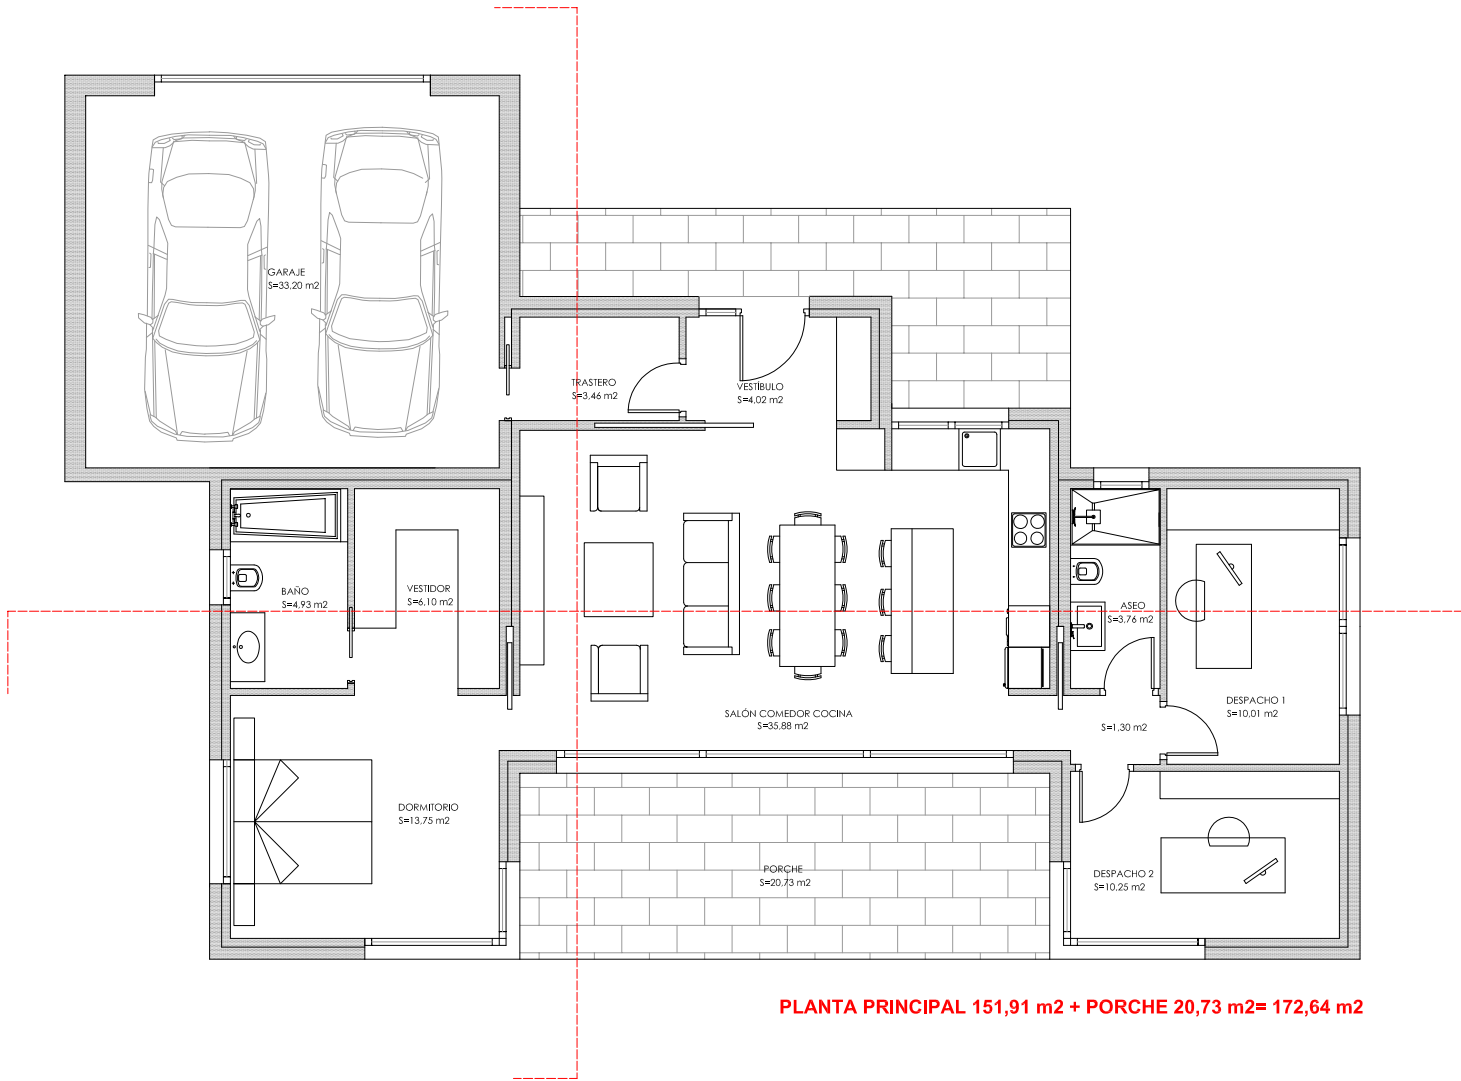 GARAJE
S=33,20 m2
TRASTERO
S=3,46 m2
VESTÍBULO
S=4,02 m2
BAÑO
S=4,93 m2
VESTIDOR
S=6,10 m2
ASEO
S=3,76 m2
SALÓN COMEDOR COCINA
S=35,88 m2
S=1,30 m2
DESPACHO 1
S=10,01 m2
DORMITORIO
S=13,75 m2
PORCHE
S=20,73 m2
DESPACHO 2
S=10,25 m2
PLANTA PRINCIPAL 151,91 m2 + PORCHE 20,73 m2= 172,64 m2